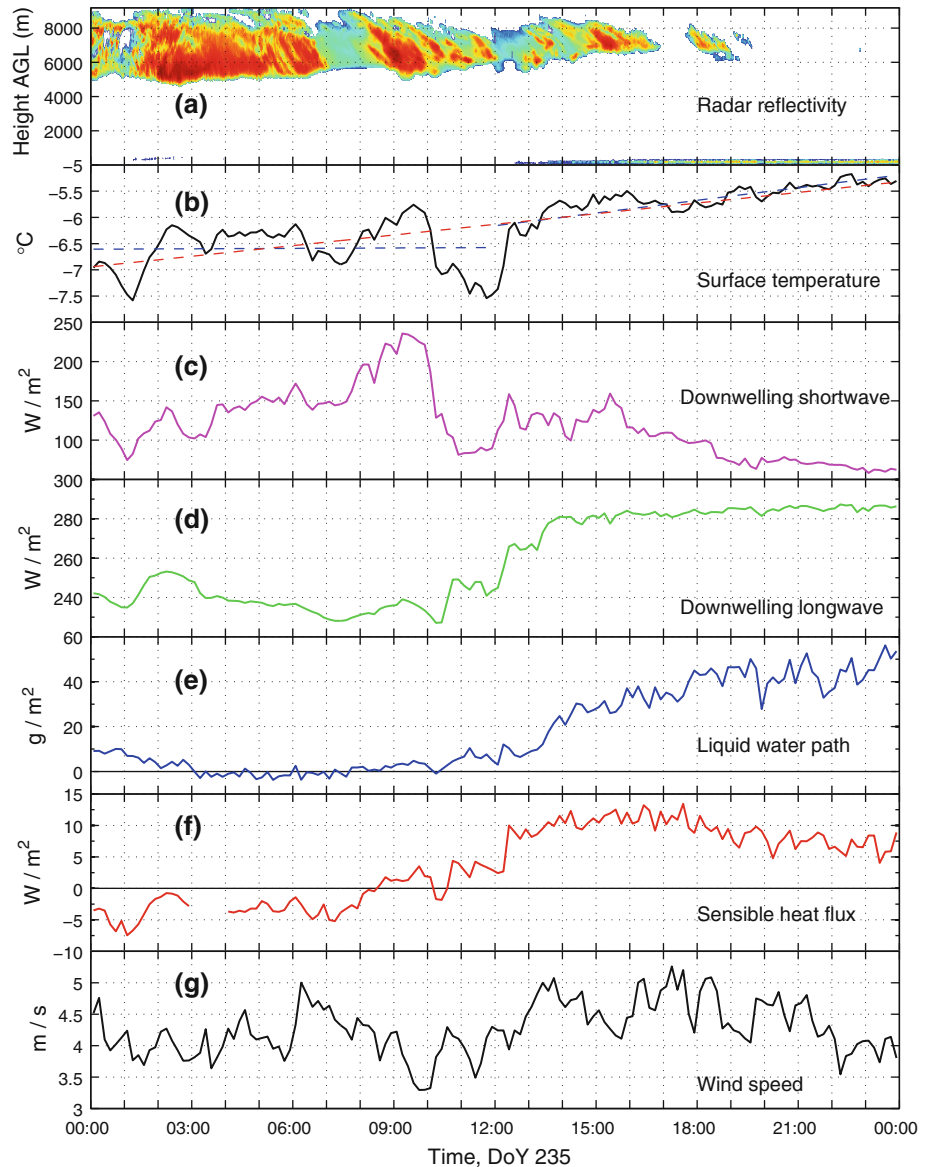 Height AGL (m)
8000
6000
4000
2000
(a)
Radar reflectivity
°C
−5
−5.5
−6
−6.5
−7
−7.5
(b)
Surface temperature
W / m²
250
200
150
100
(c)
Downwelling shortwave
W / m²
300
280
260
240
(d)
Downwelling longwave
g / m²
60
40
20
0
(e)
Liquid water path
W / m²
15
10
5
0
−5
−10
(f)
Sensible heat flux
m / s
5
4.5
4
3.5
3
(g)
Wind speed
00:00 03:00 06:00 09:00 12:00 15:00 18:00 21:00 00:00
Time, DoY 235